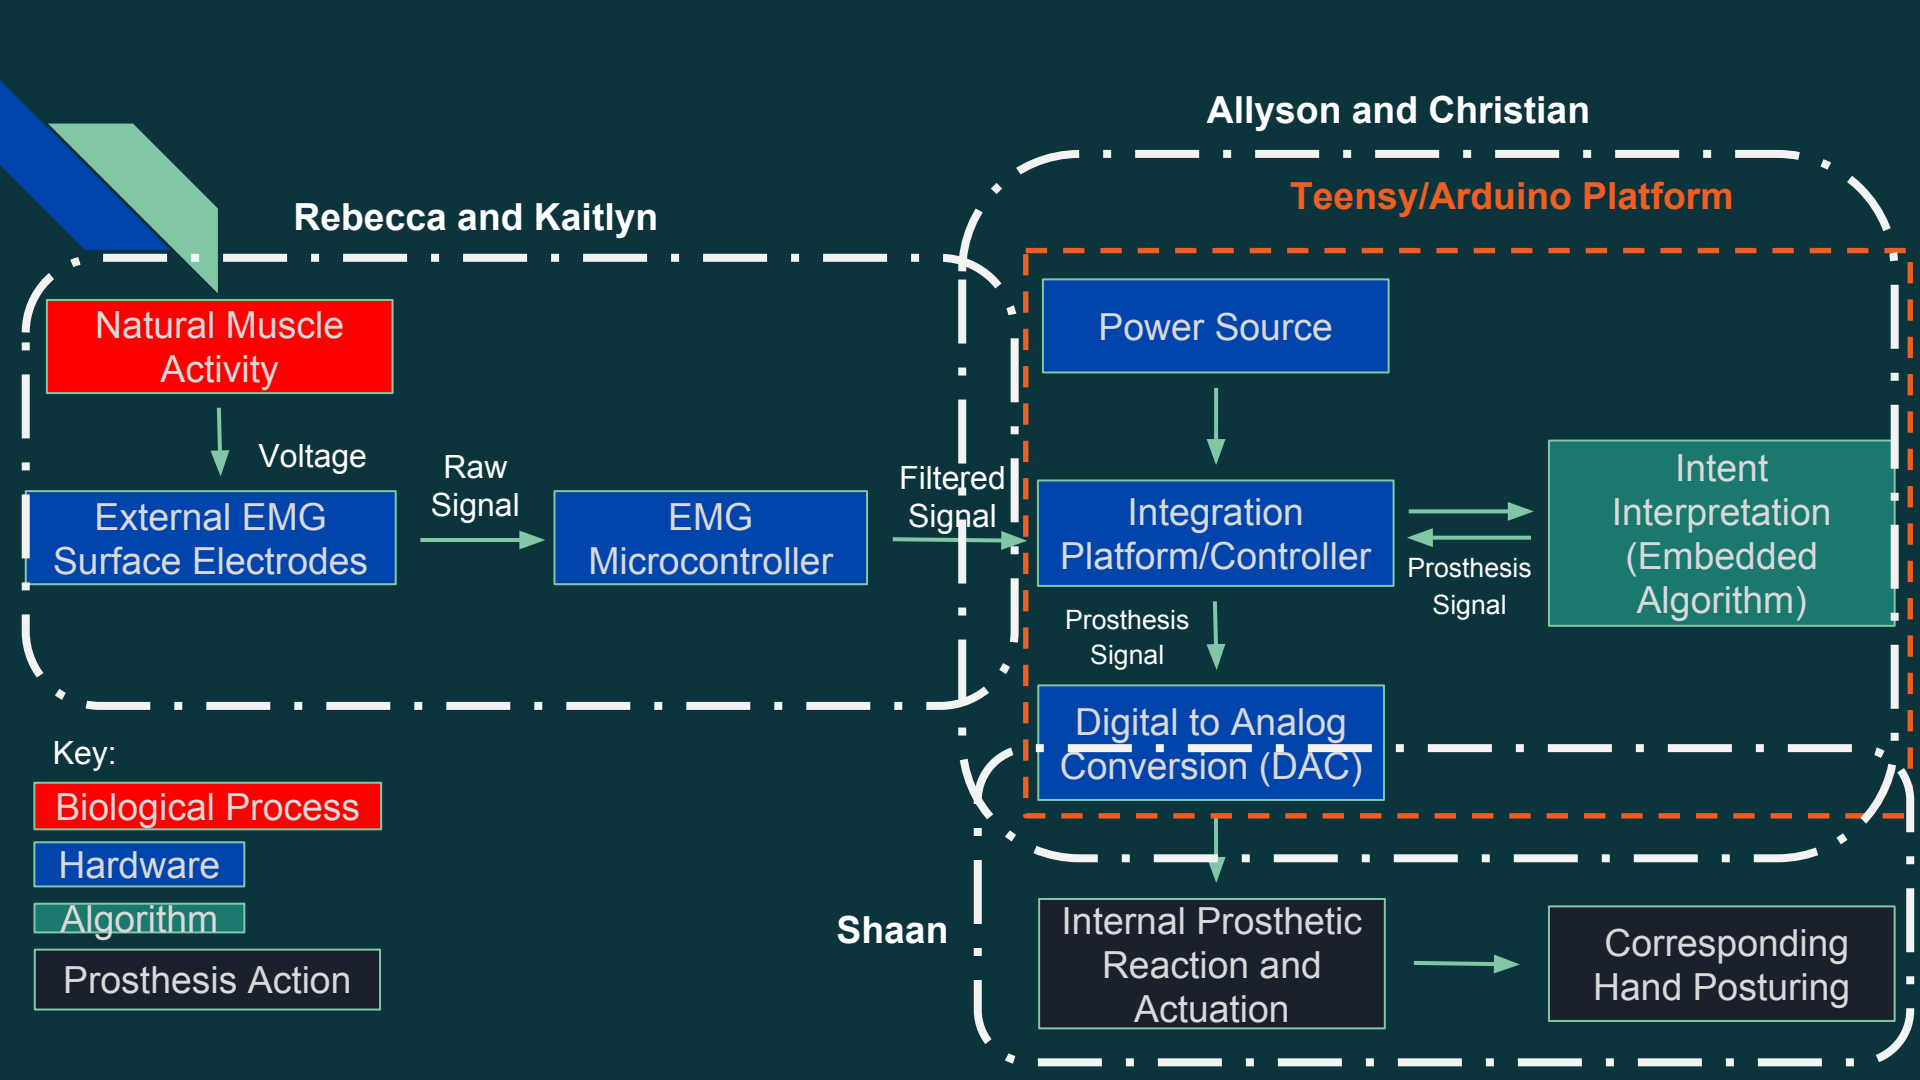 Allyson and Christian
Teensy/Arduino Platform
Rebecca and Kaitlyn
Natural Muscle
Activity
Voltage
External EMG
Surface Electrodes
Raw
Signal
EMG
Microcontroller
Filtered
Signal
Power Source
Integration
Platform/Controller
Intent
Interpretation
(Embedded
Algorithm)
Prosthesis
Signal
Prosthesis
Signal
Digital to Analog
Conversion (DAC)
Key:
Biological Process
Hardware
Algorithm
Prosthesis Action
Shaan
Internal Prosthetic
Reaction and
Actuation
Corresponding
Hand Posturing